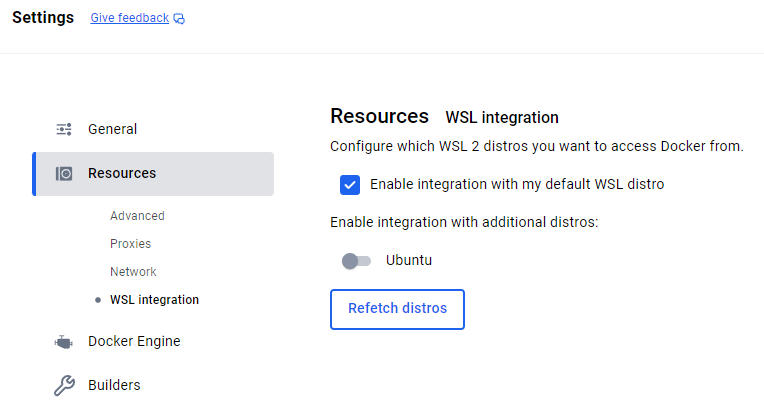 Settings Give feedback
General
Resources
Advanced
Proxies
Network
WSL integration
Docker Engine
Builders
Resources WSL integration
Configure which WSL 2 distros you want to access Docker from.
Enable integration with my default WSL distro
Enable integration with additional distros:
Ubuntu
Refetch distros